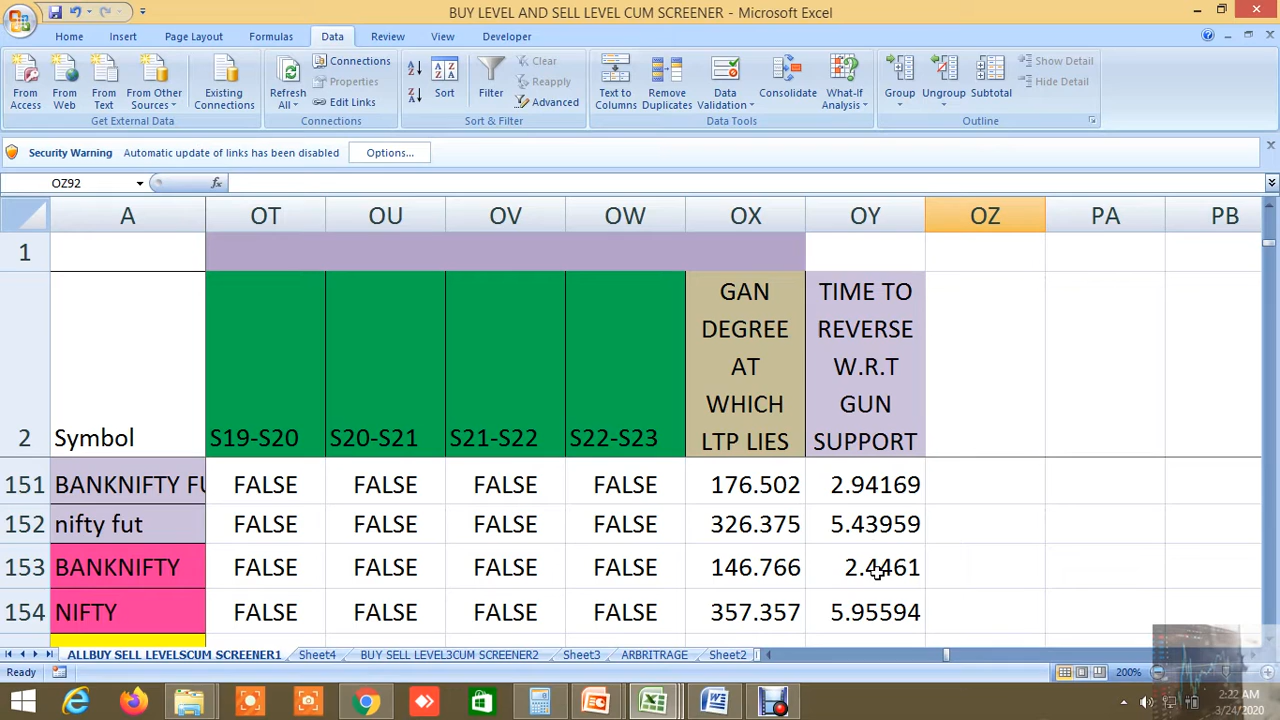 BUY LEVEL AND SELL LEVEL CUM SCREENER - Microsoft Excel
Home Insert Page Layout Formulas Data Review View Developer
From Access
From Web
From Text
From Other Sources
Existing Connections
Get External Data
Refresh All
Connections
Properties
Edit Links
Connections
Sort
Filter
Clear
Reapply
Advanced
Sort & Filter
Text to Columns
Remove Duplicates
Data Validation
Consolidate
What-If Analysis
Data Tools
Group
Ungroup
Subtotal
Show Detail
Hide Detail
Outline
Security Warning Automatic update of links has been disabled Options...
OZ92 fx
A OT OU OV OW OX OY OZ PA PB
1
2 Symbol S19-S20 S20-S21 S21-S22 S22-S23 GAN DEGREE AT WHICH LTP LIES TIME TO REVERSE W.R.T GUN SUPPORT
151 BANKNIFTY FU FALSE FALSE FALSE FALSE 176.502 2.94169
152 nifty fut FALSE FALSE FALSE FALSE 326.375 5.43959
153 BANKNIFTY FALSE FALSE FALSE FALSE 146.766 2.4461
154 NIFTY FALSE FALSE FALSE FALSE 357.357 5.95594
ALLBUY SELL LEVELSCUM SCREENER1 Sheet4 BUY SELL LEVEL3CUM SCREENER2 Sheet3 ARBITRAGE Sheet2
Ready 200%
2:22 AM
3/24/2020